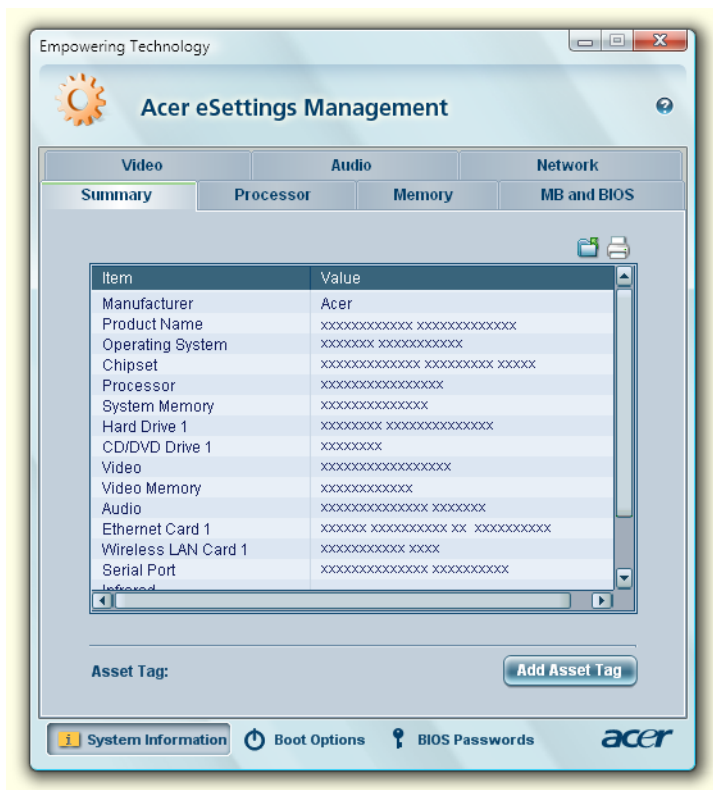 Empowering Technology
Acer eSettings Management
Video Audio Network
Summary Processor Memory MB and BIOS
Item Value
Manufacturer Acer
Product Name xxxxxxxxxxxx xxxxxxxxxxxxx
Operating System xxxxxxx xxxxxxxxxxx
Chipset xxxxxxxxxxxxx xxxxxxxxx xxxxx
Processor xxxxxxxxxxxxxxxx
System Memory xxxxxxxxxxxxxx
Hard Drive 1 xxxxxxxx xxxxxxxxxxxxxx
CD/DVD Drive 1 xxxxxxxx
Video xxxxxxxxxxxxxxxxx
Video Memory xxxxxxxxxxxx
Audio xxxxxxxxxxxxxx xxxxxxx
Ethernet Card 1 xxxxxx xxxxxxxxxx xx xxxxxxxxxx
Wireless LAN Card 1 xxxxxxxxxxx xxxx
Serial Port xxxxxxxxxxxxxx xxxxxxxxxx
Infrared
Asset Tag: Add Asset Tag
System Information Boot Options BIOS Passwords acer